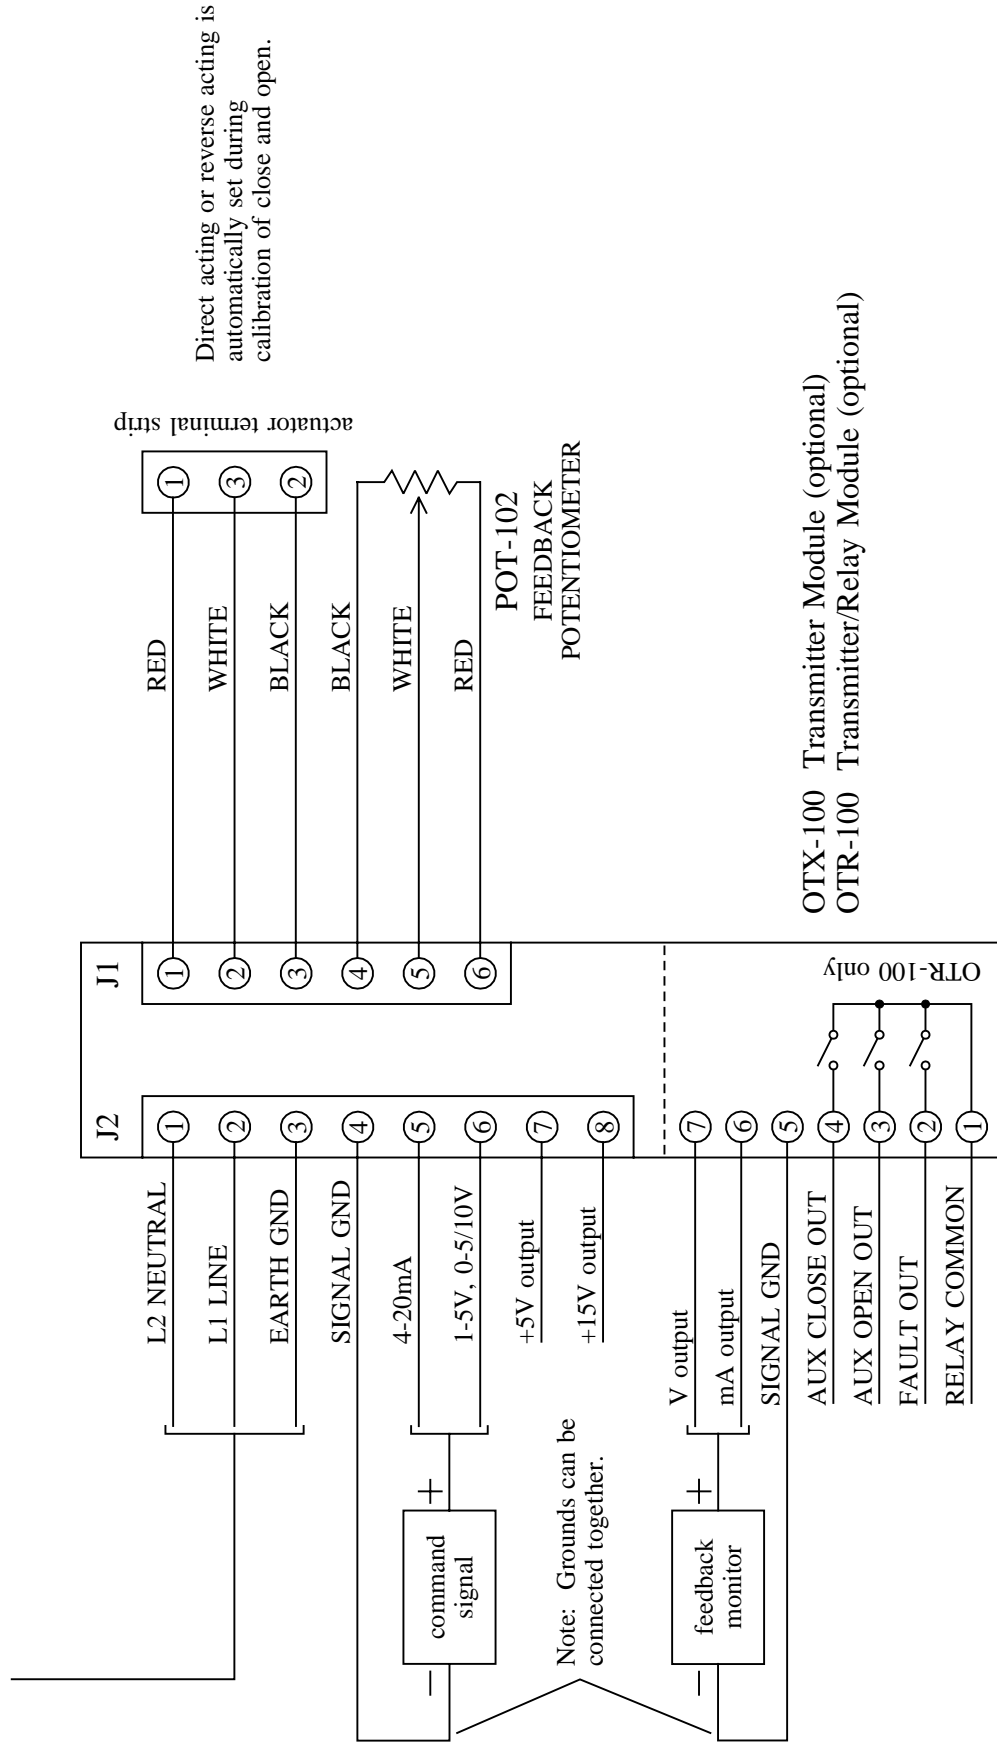 Direct acting or reverse acting is
automatically set during
calibration of close and open.
J2
J1
actuator terminal strip
L2 NEUTRAL
1
1
RED
1
L1 LINE
2
2
WHITE
3
EARTH GND
3
3
BLACK
2
SIGNAL GND
4
4
BLACK
4-20mA
5
5
WHITE
1-5V, 0-5/10V
6
6
RED
+5V output
7
+15V output
8
POT-102
FEEDBACK
POTENTIOMETER
−
command
signal
+
Note: Grounds can be
connected together.
−
feedback
monitor
+
V output
7
mA output
6
SIGNAL GND
5
AUX CLOSE OUT
4
AUX OPEN OUT
3
FAULT OUT
2
RELAY COMMON
1
OTR-100 only
OTX-100 Transmitter Module (optional)
OTR-100 Transmitter/Relay Module (optional)